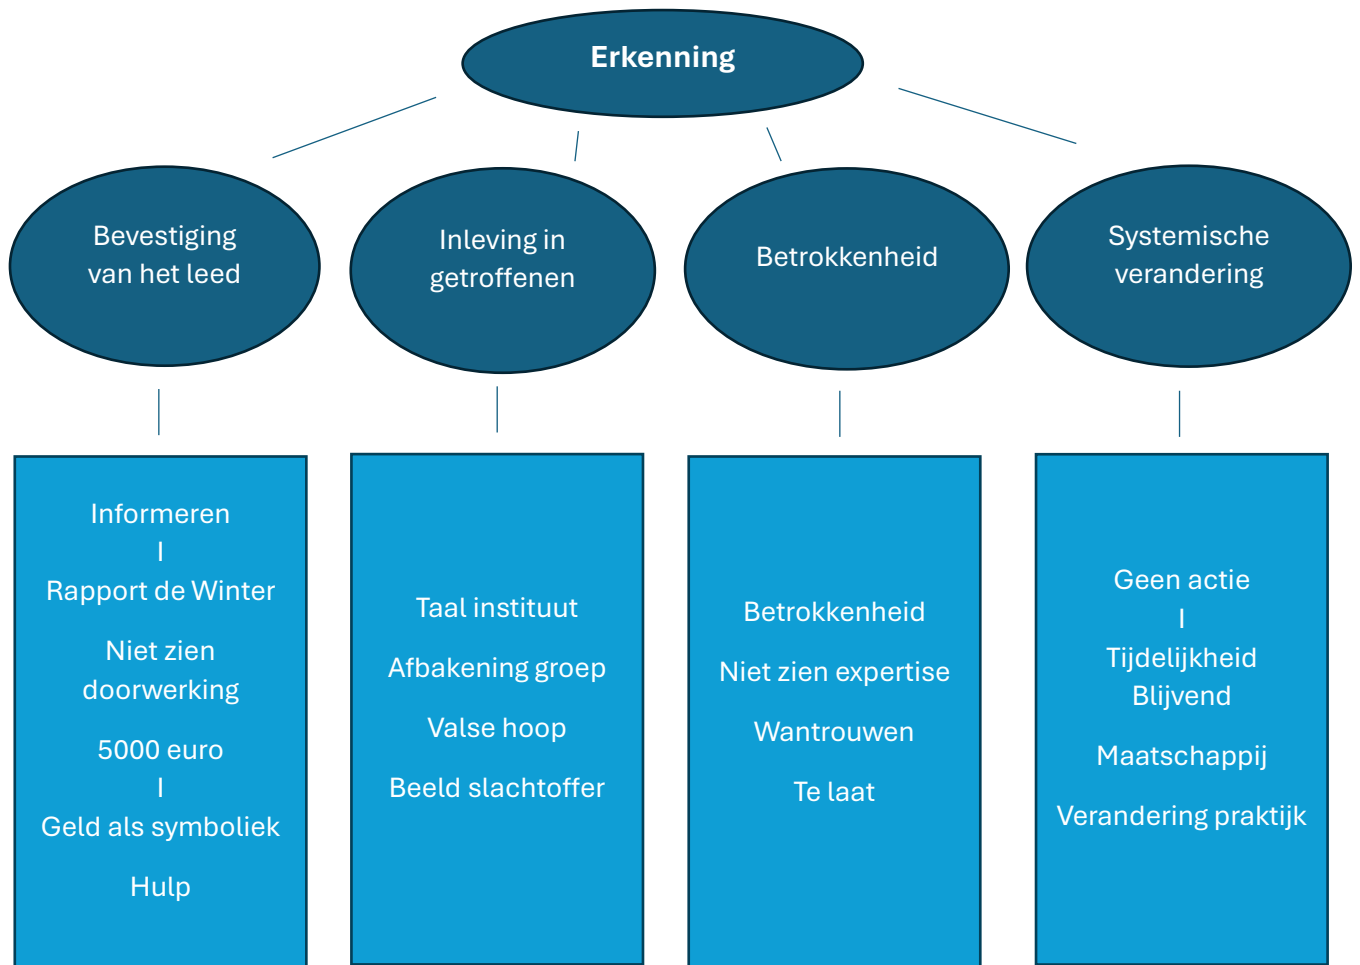 Erkenning
Bevestiging
van het leed
Inleving in
getroffenen
Betrokkenheid
Systemische
verandering
Informeren
I
Rapport de Winter
Niet zien
doorwerking
5000 euro
I
Geld als symboliek
Hulp
Taal instituut
Afbakening groep
Valse hoop
Beeld slachtoffer
Betrokkenheid
Niet zien expertise
Wantrouwen
Te laat
Geen actie
I
Tijdelijkheid
Blijvend
Maatschappij
Verandering praktijk